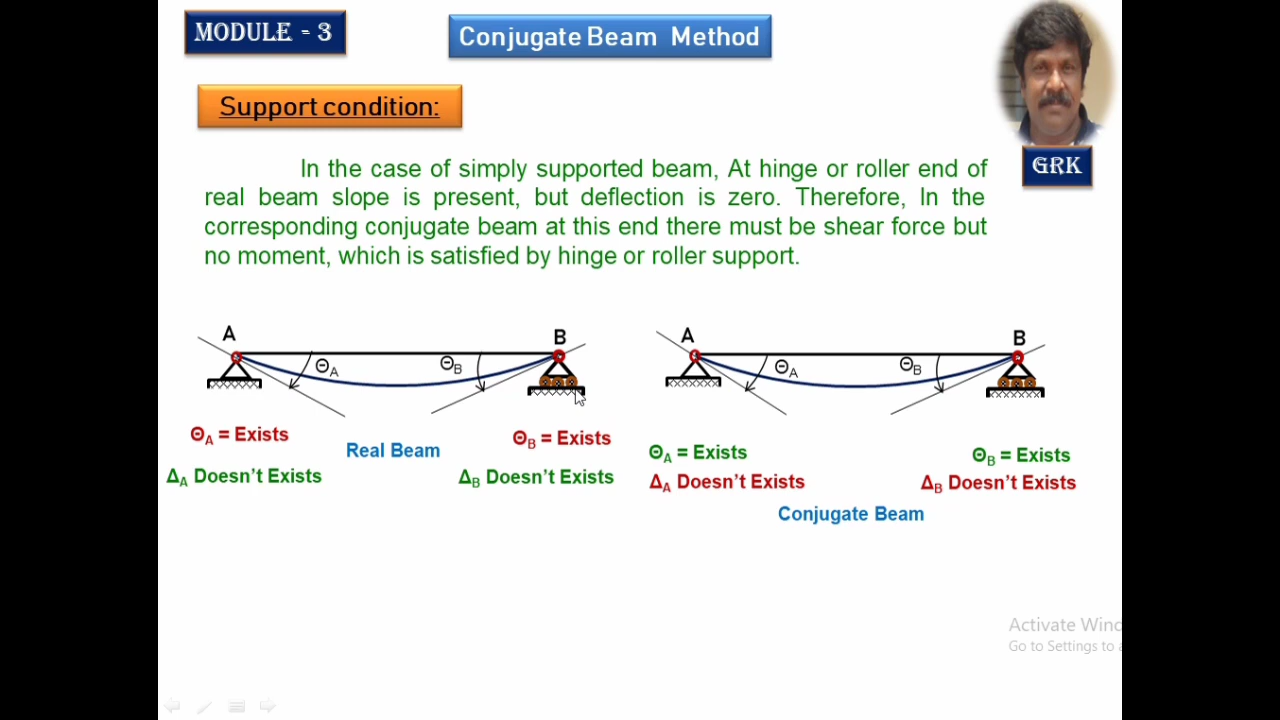 MODULE - 3
Conjugate Beam Method
Support condition:
GRK
In the case of simply supported beam, At hinge or roller end of
real beam slope is present, but deflection is zero. Therefore, In the
corresponding conjugate beam at this end there must be shear force but
no moment, which is satisfied by hinge or roller support.
A
B
A
B
ΘA
ΘB
ΘA
ΘB
ΘA = Exists
ΘB = Exists
Real Beam
ΔA Doesn't Exists
ΔB Doesn't Exists
ΘA = Exists
ΘB = Exists
ΔA Doesn't Exists
ΔB Doesn't Exists
Conjugate Beam
Activate Winc
Go to Settings to a